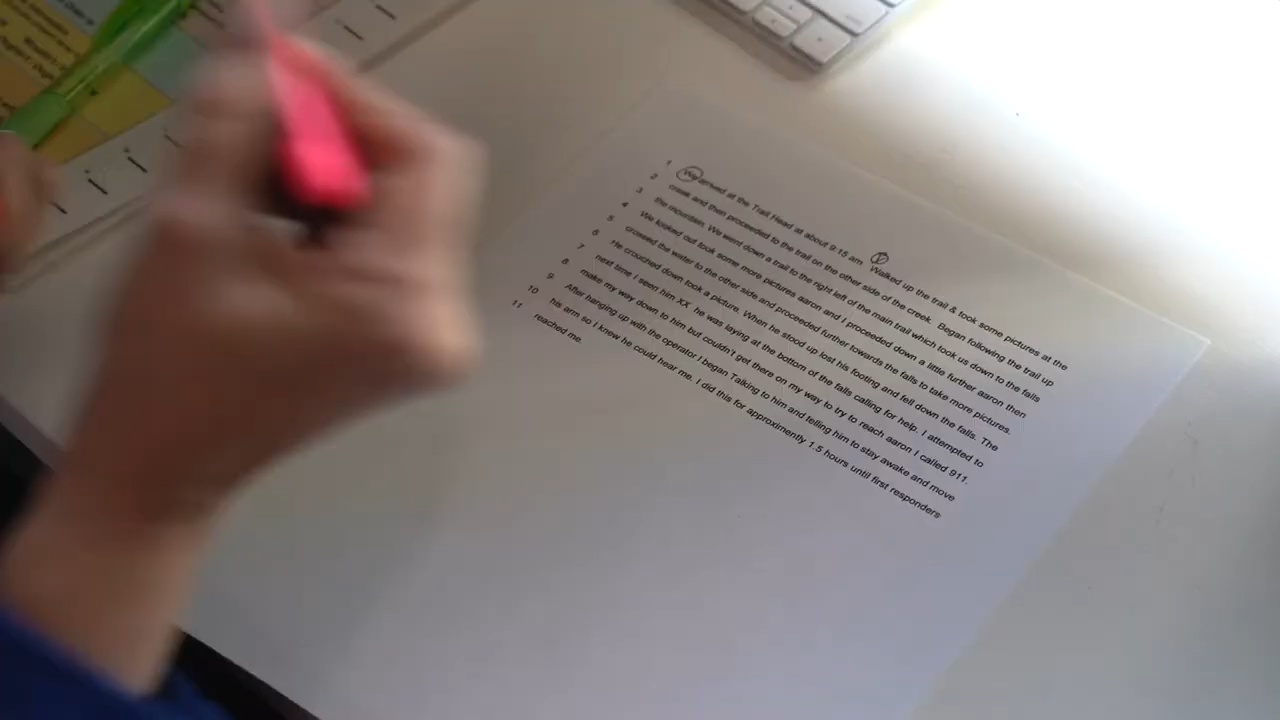 1 We arrived at the Trail Head at about 9:15 am Walked up the trail & took some pictures at the
2 creek and then proceeded to the trail on the other side of the creek. Began following the trail up
3 the mountain. We went down a trail to the right left of the main trail which took us down to the falls
4 We looked out took some more pictures aaron and I proceeded down a little further aaron then
5 crossed the water to the other side and proceeded further towards the falls to take more pictures.
6 He crouched down took a picture. When he stood up lost his footing and fell down the falls. The
7 next time I seen him XX he was laying at the bottom of the falls calling for help. I attempted to
8 make my way down to him but couldn't get there on my way to try to reach aaron I called 911.
9 After hanging up with the operator I began Talking to him and telling him to stay awake and move
10 his arm so I knew he could hear me. I did this for approximently 1.5 hours until first responders
11 reached me.